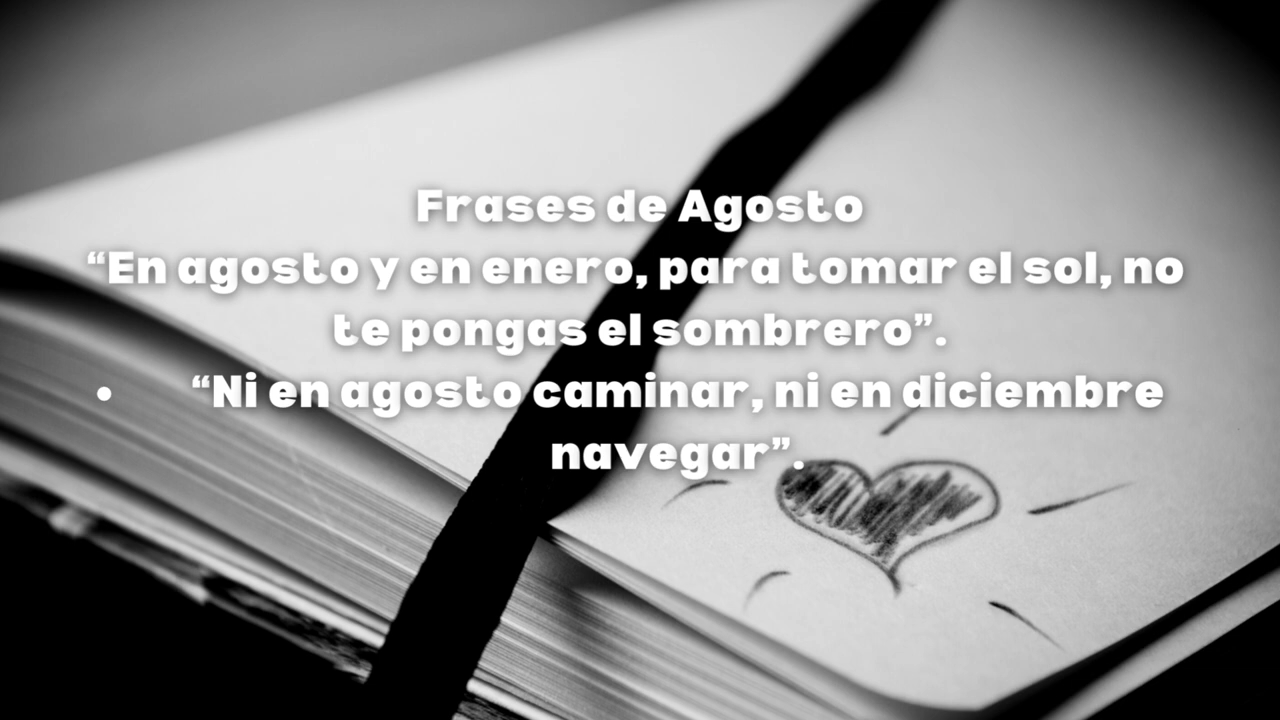 Frases de Agosto
“En agosto y en enero, para tomar el sol, no
te pongas el sombrero”.
• “Ni en agosto caminar, ni en diciembre
navegar”.